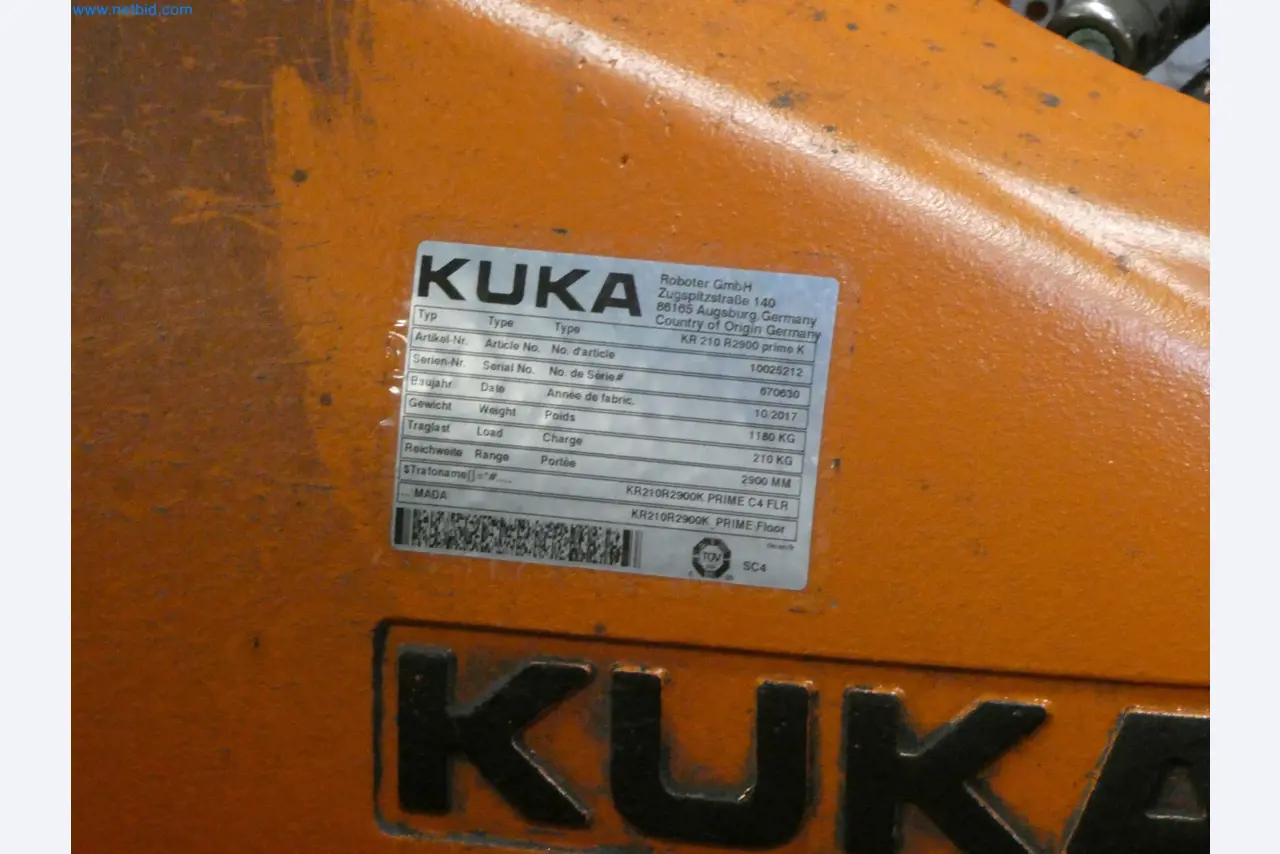 www.netbid.com
KUKA
Roboter GmbH
Zugspitzstraße 140
86165 Augsburg, Germany
Country of Origin Germany
Typ Type Type KR 210 R2900 prime K
Artikel-Nr. Article No. No. d'article 10025212
Serien-Nr. Serial No. No. de Série# 670630
Baujahr Date Année de fabric. 10/2017
Gewicht Weight Poids 1180 KG
Traglast Load Charge 210 KG
Reichweite Range Portée 2900 MM
$Trafoname[]="#..... KR210R2900K PRIME C4 FLR
... MADA KR210R2900K_PRIME Floor
TÜV
SC4
KUKA